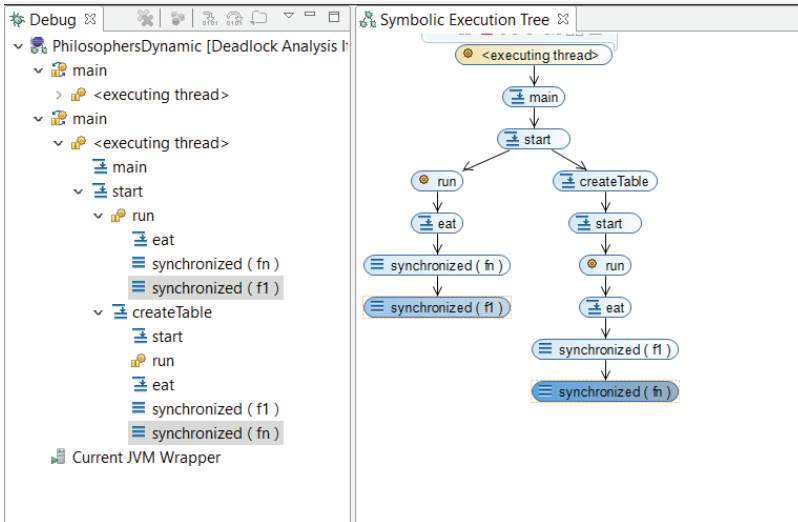 Debug
PhilosophersDynamic [Deadlock Analysis I
main
<executing thread>
main
<executing thread>
main
start
run
eat
synchronized ( fn )
synchronized ( f1 )
createTable
start
run
eat
synchronized ( f1 )
synchronized ( fn )
Current JVM Wrapper
Symbolic Execution Tree
<executing thread>
main
start
run
createTable
eat
start
synchronized ( fn )
run
synchronized ( f1 )
eat
synchronized ( f1 )
synchronized ( fn )